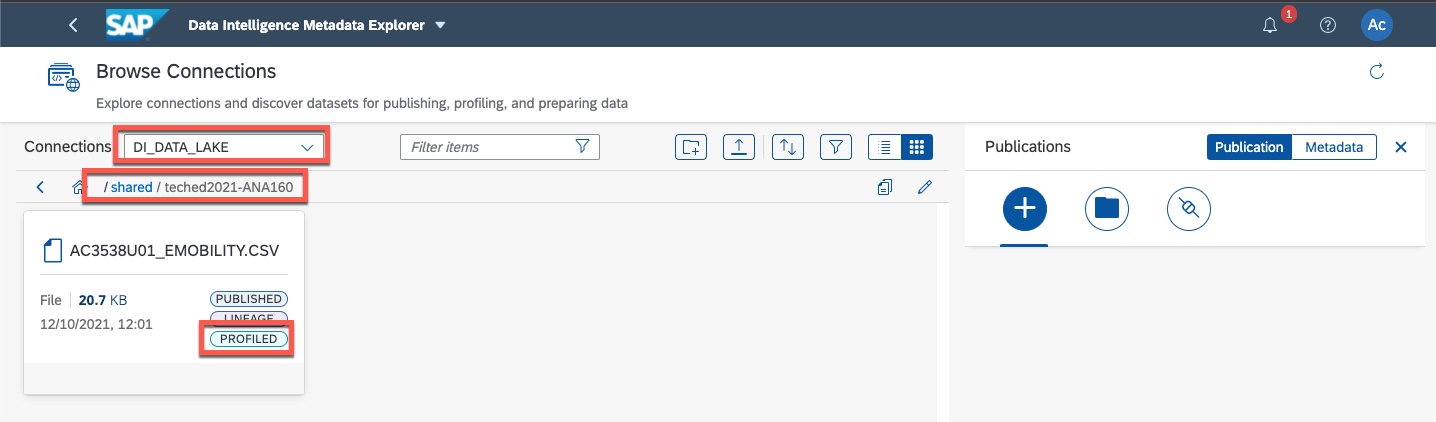 SAP Data Intelligence Metadata Explorer 1 Ac
Browse Connections
Explore connections and discover datasets for publishing, profiling, and preparing data
Connections DI_DATA_LAKE Filter items
/ shared / teched2021-ANA160
AC3538U01_EMOBILITY.CSV
File 20.7 KB PUBLISHED
12/10/2021, 12:01 LINEAGE
PROFILED
Publications Publication Metadata